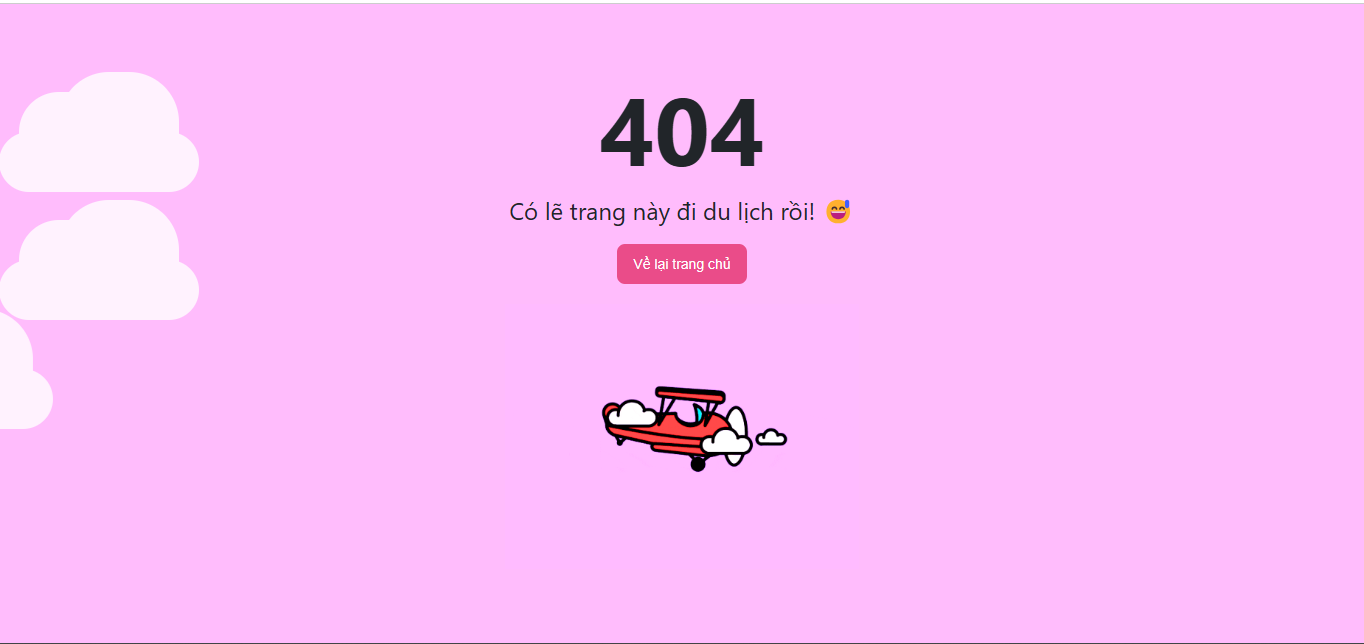 404
Có lẽ trang này đi du lịch rồi! 😅
Về lại trang chủ